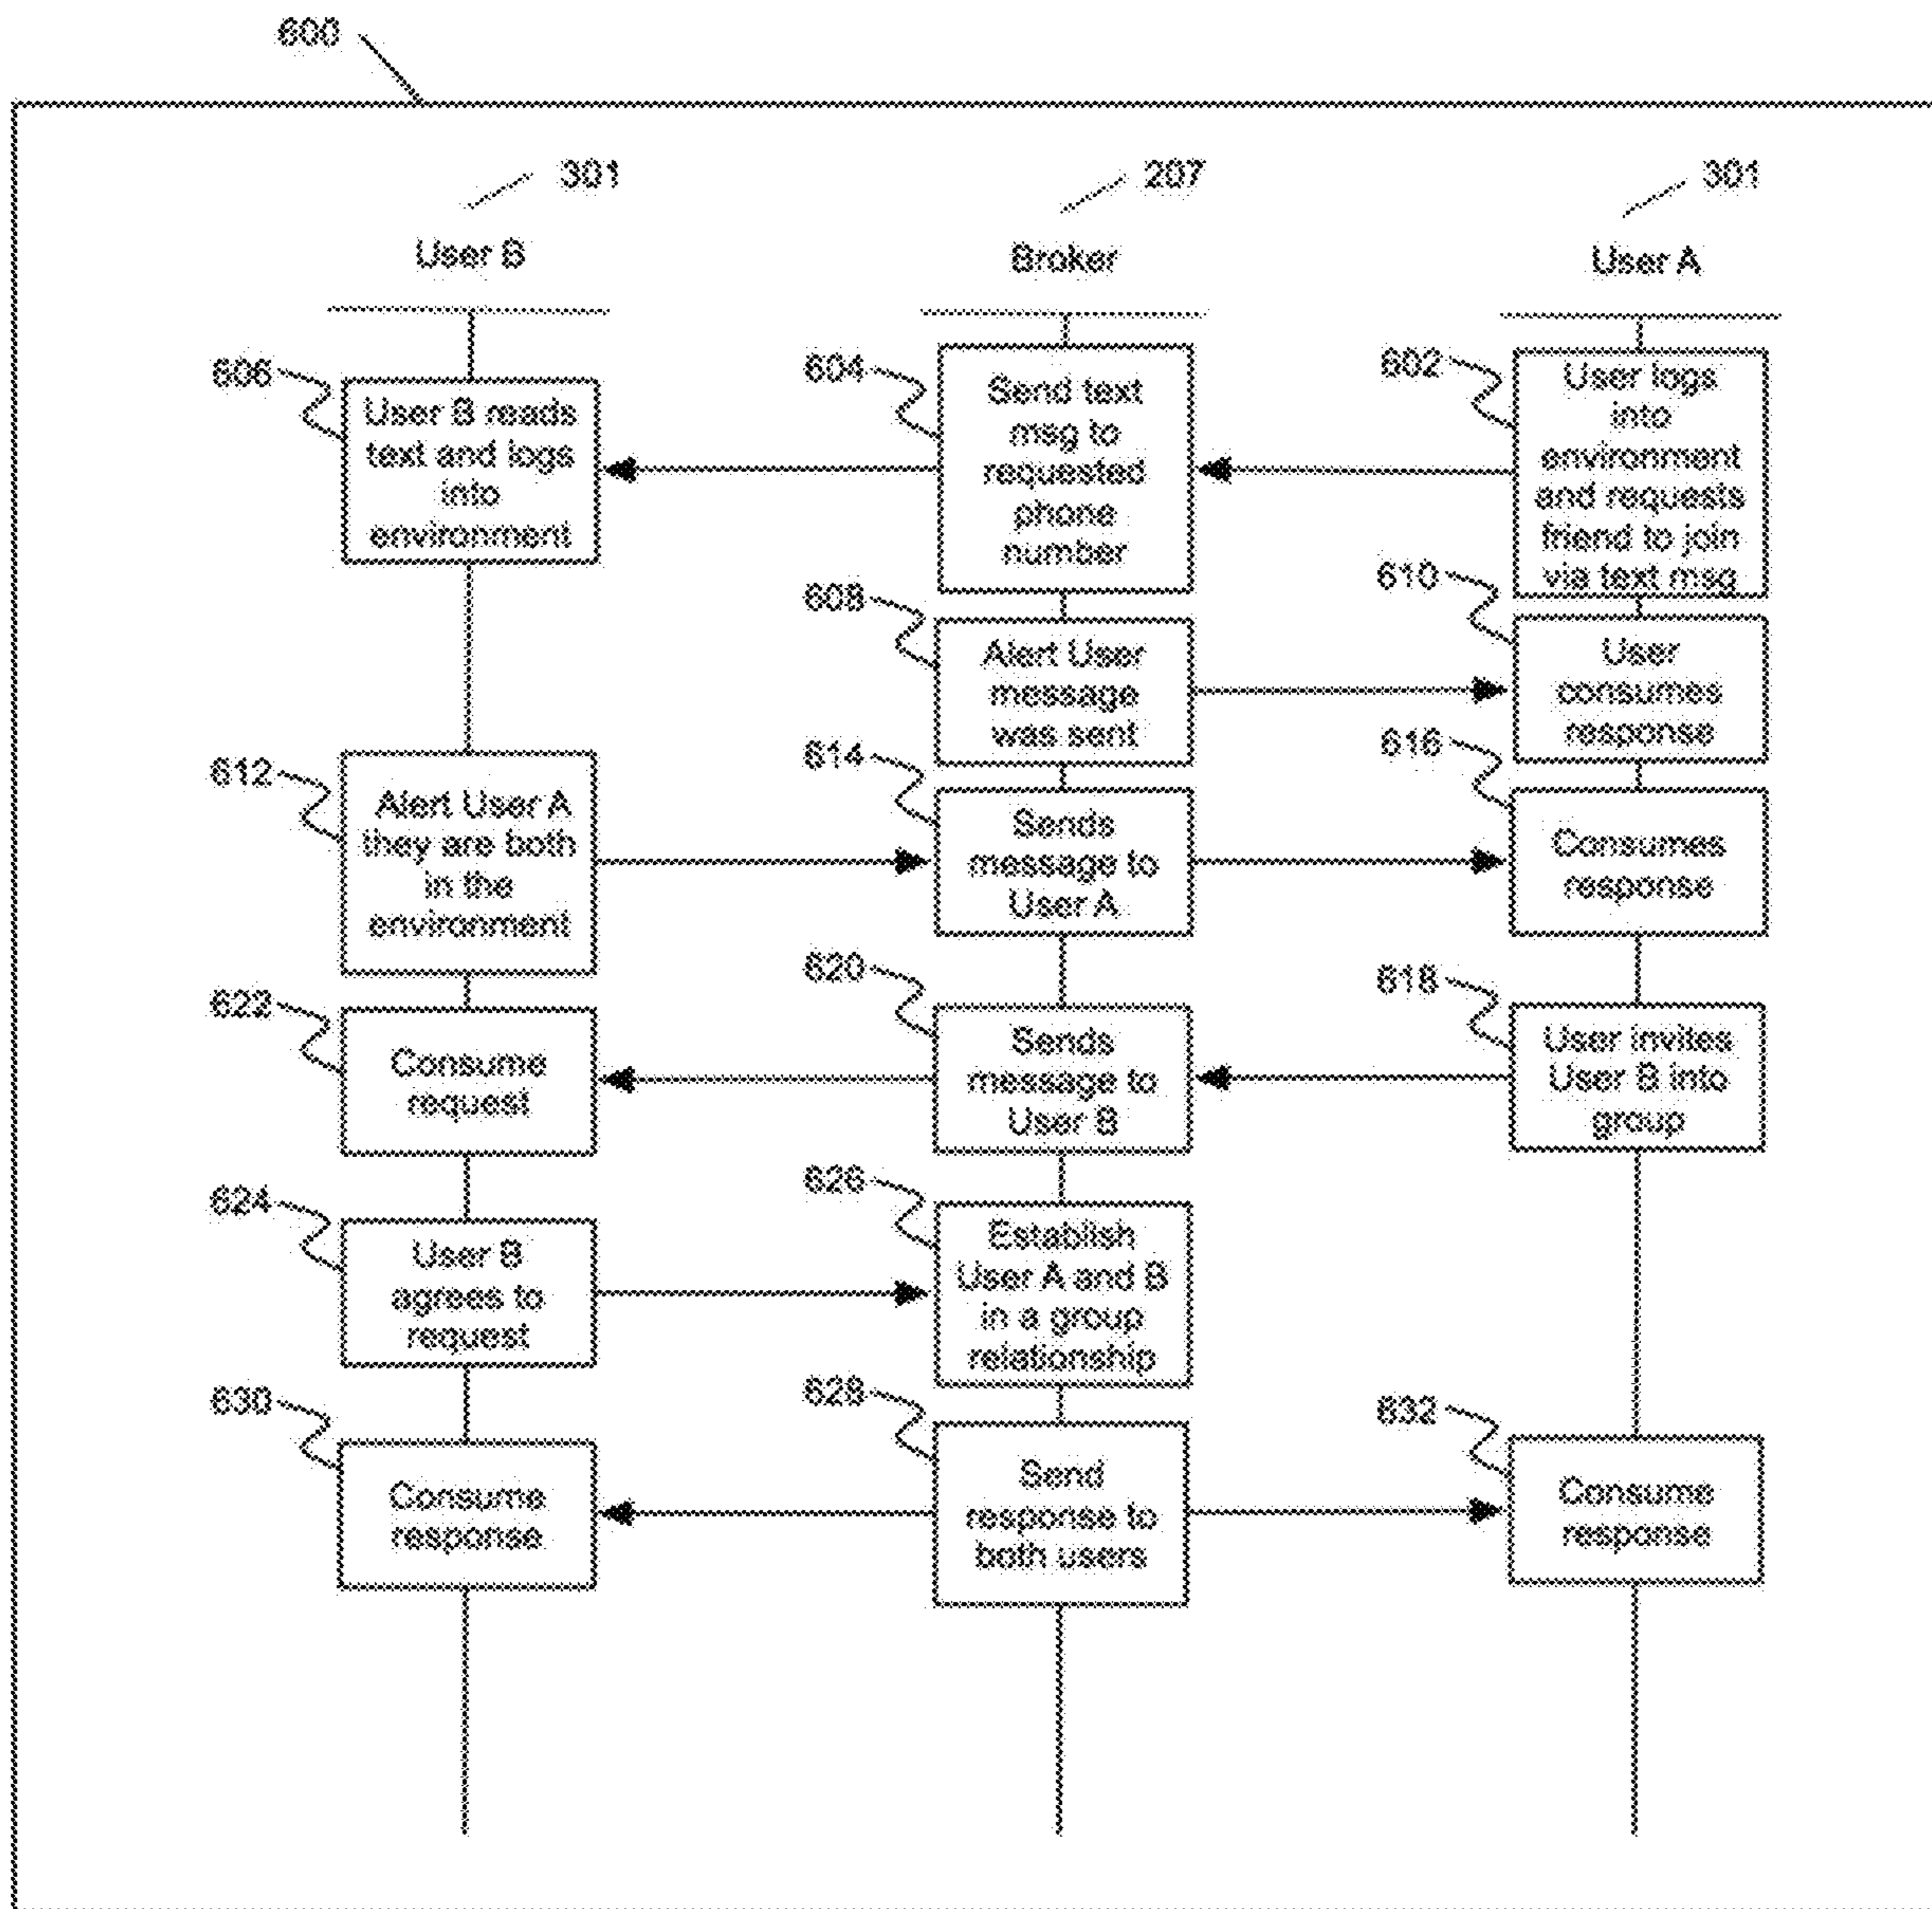 600
301
207
301
User B
Broker
User A
606
User B reads
text and logs
into
environment
604
Send text
msg to
requested
phone
number
602
User logs
into
environment
and requests
friend to join
via text msg
608
Alert User
message
was sent
610
User
consumes
response
612
Alert User A
they are both
in the
environment
614
Sends
message to
User A
616
Consumes
response
622
Consume
request
620
Sends
message to
User B
618
User invites
User B into
group
624
User B
agrees to
request
626
Establish
User A and B
in a group
relationship
630
Consume
response
628
Send
response to
both users
632
Consume
response